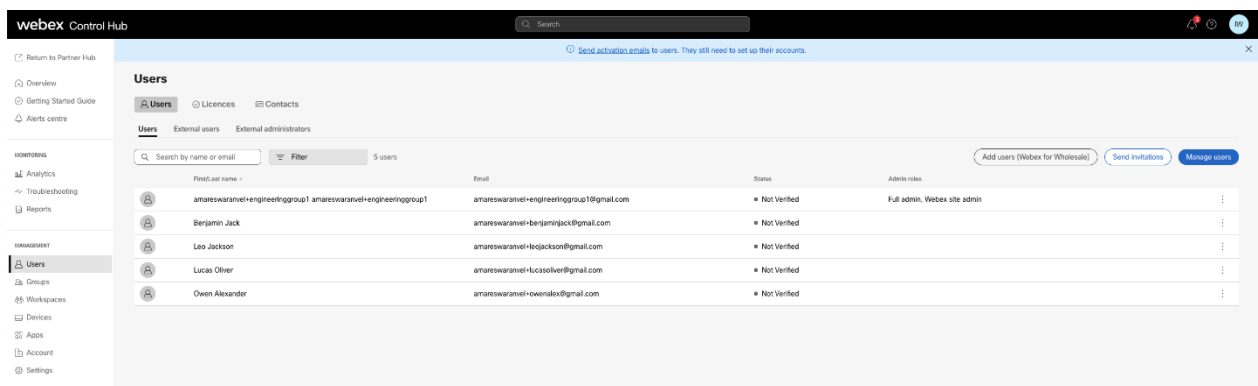 webex Control Hub
Search
3
IW
Return to Partner Hub
Send activation emails to users. They still need to set up their accounts.
Overview
Getting Started Guide
Alerts centre
MONITORING
Analytics
Troubleshooting
Reports
MANAGEMENT
Users
Groups
Workspaces
Devices
Apps
Account
Settings
Users
Users Licences Contacts
Users External users External administrators
Search by name or email Filter 5 users Add users (Webex for Wholesale) Send invitations Manage users
First/Last name Email Status Admin roles
amareswaranvel+engineeringgroup1 amareswaranvel+engineeringgroup1 amareswaranvel+engineeringgroup1@gmail.com Not Verified Full admin, Webex site admin
Benjamin Jack amareswaranvel+benjaminjack@gmail.com Not Verified
Leo Jackson amareswaranvel+leojackson@gmail.com Not Verified
Lucas Oliver amareswaranvel+lucasoliver@gmail.com Not Verified
Owen Alexander amareswaranvel+owenalex@gmail.com Not Verified